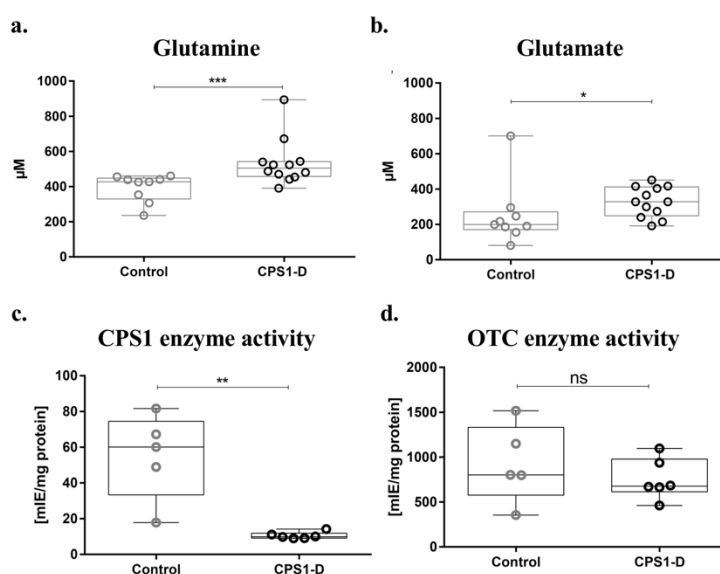 a.
Glutamine
***
1000
800
600
400
200
0
µM
Control
CPS1-D
b.
Glutamate
*
1000
800
600
400
200
0
µM
Control
CPS1-D
c.
CPS1 enzyme activity
**
100
80
60
40
20
0
[mIE/mg protein]
Control
CPS1-D
d.
OTC enzyme activity
ns
2000
1500
1000
500
0
[mIE/mg protein]
Control
CPS1-D